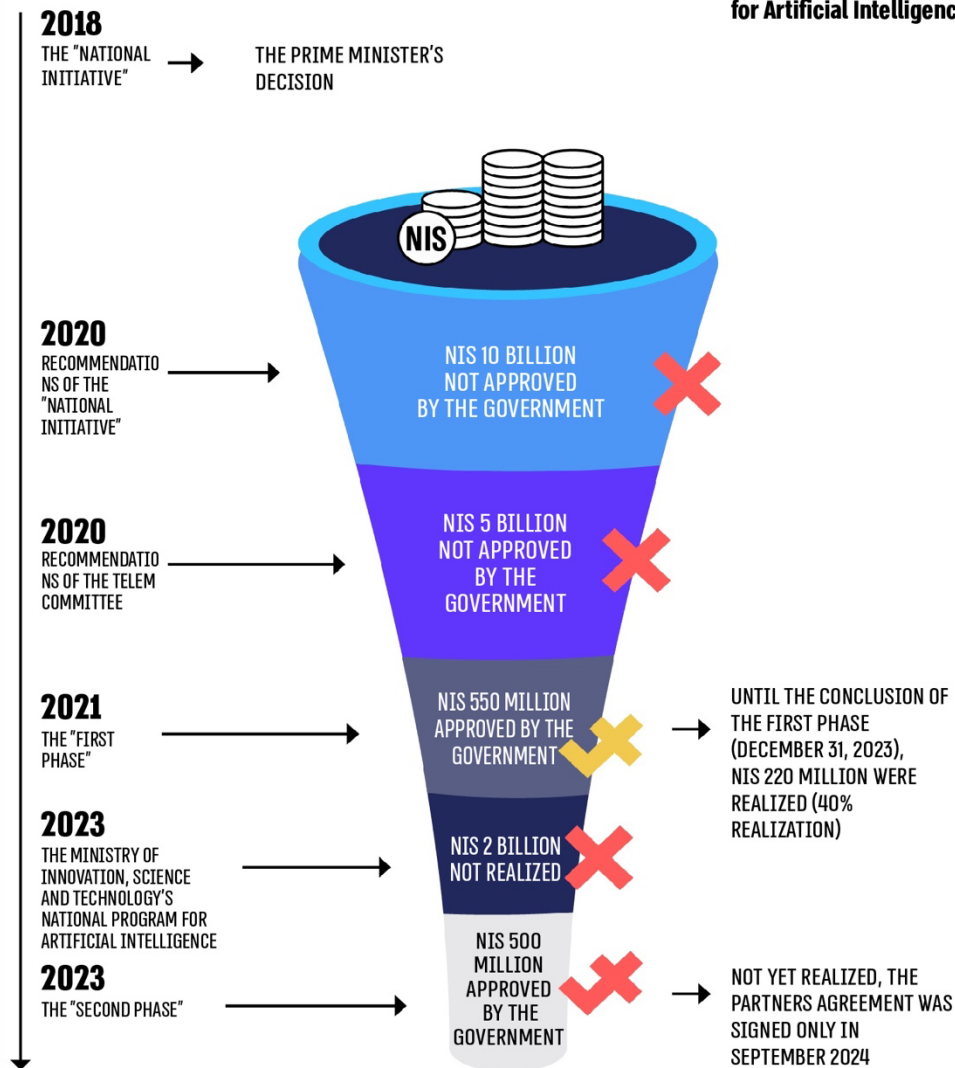 for Artificial Intelligenc
2018
THE "NATIONAL
INITIATIVE"
THE PRIME MINISTER'S
DECISION
NIS
2020
RECOMMENDATIO
NS OF THE
"NATIONAL
INITIATIVE"
NIS 10 BILLION
NOT APPROVED
BY THE GOVERNMENT
2020
RECOMMENDATIO
NS OF THE TELEM
COMMITTEE
NIS 5 BILLION
NOT APPROVED
BY THE
GOVERNMENT
2021
THE "FIRST
PHASE"
NIS 550 MILLION
APPROVED BY THE
GOVERNMENT
UNTIL THE CONCLUSION OF
THE FIRST PHASE
(DECEMBER 31, 2023),
NIS 220 MILLION WERE
REALIZED (40%
REALIZATION)
2023
THE MINISTRY OF
INNOVATION, SCIENCE
AND TECHNOLOGY'S
NATIONAL PROGRAM FOR
ARTIFICIAL INTELLIGENCE
NIS 2 BILLION
NOT REALIZED
2023
THE "SECOND PHASE"
NIS 500
MILLION
APPROVED
BY THE
GOVERNMENT
NOT YET REALIZED, THE
PARTNERS AGREEMENT WAS
SIGNED ONLY IN
SEPTEMBER 2024